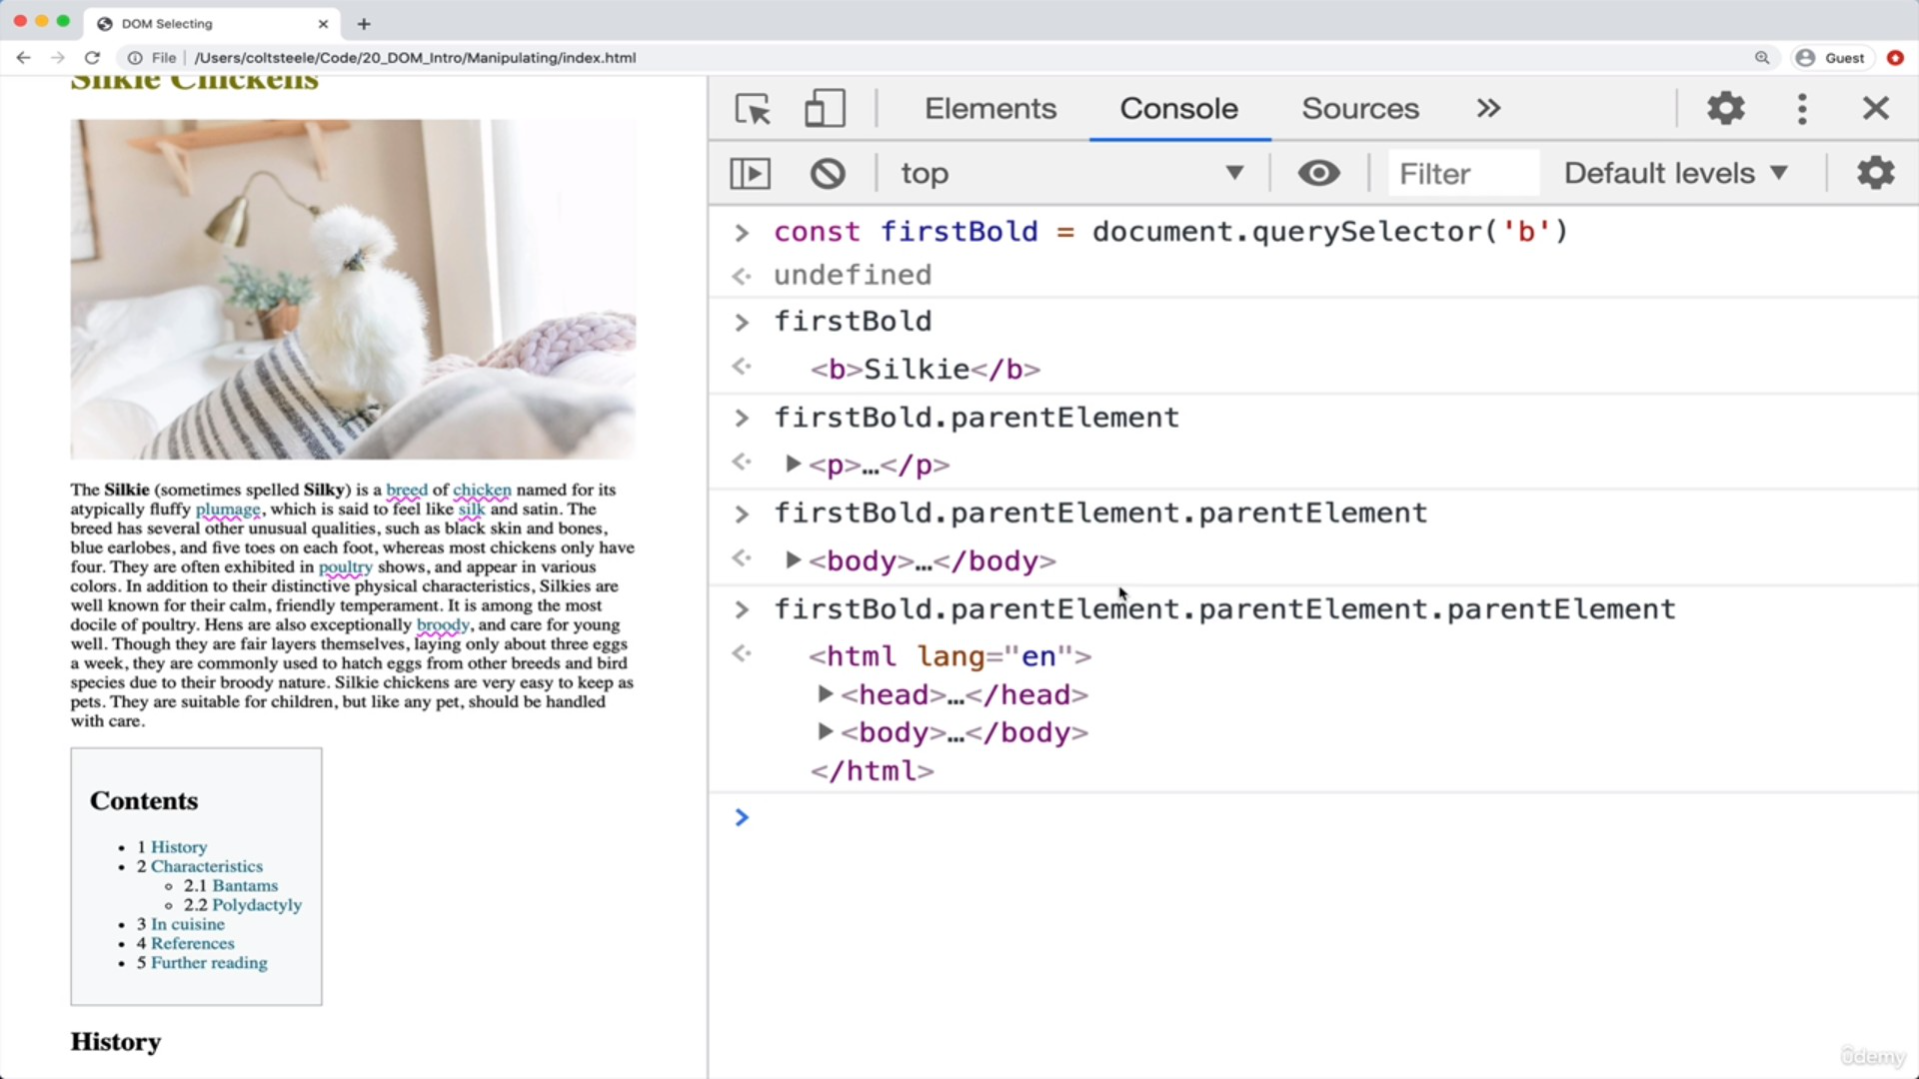 DOM Selecting
File | /Users/coltsteele/Code/20_DOM_Intro/Manipulating/index.html
Guest
Silkie Chickens
The Silkie (sometimes spelled Silky) is a breed of chicken named for its
atypically fluffy plumage, which is said to feel like silk and satin. The
breed has several other unusual qualities, such as black skin and bones,
blue earlobes, and five toes on each foot, whereas most chickens only have
four. They are often exhibited in poultry shows, and appear in various
colors. In addition to their distinctive physical characteristics, Silkies are
well known for their calm, friendly temperament. It is among the most
docile of poultry. Hens are also exceptionally broody, and care for young
well. Though they are fair layers themselves, laying only about three eggs
a week, they are commonly used to hatch eggs from other breeds and bird
species due to their broody nature. Silkie chickens are very easy to keep as
pets. They are suitable for children, but like any pet, should be handled
with care.
Contents
• 1 History
• 2 Characteristics
◦ 2.1 Bantams
◦ 2.2 Polydactyly
• 3 In cuisine
• 4 References
• 5 Further reading
History
Elements Console Sources »
top Filter Default levels
> const firstBold = document.querySelector('b')
undefined
> firstBold
<b>Silkie</b>
> firstBold.parentElement
<p>…</p>
> firstBold.parentElement.parentElement
<body>…</body>
> firstBold.parentElement.parentElement.parentElement
<html lang="en">
<head>…</head>
<body>…</body>
</html>
>
ûdemy